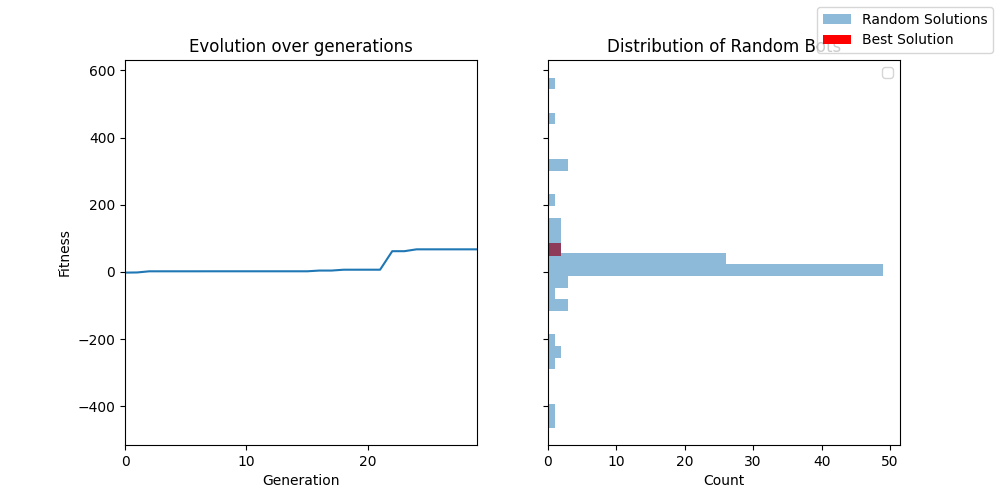 Random Solutions
Best Solution
Evolution over generations
Distribution of Random Bots
600
400
200
0
−200
−400
Fitness
0
10
20
Generation
0
10
20
30
40
50
Count